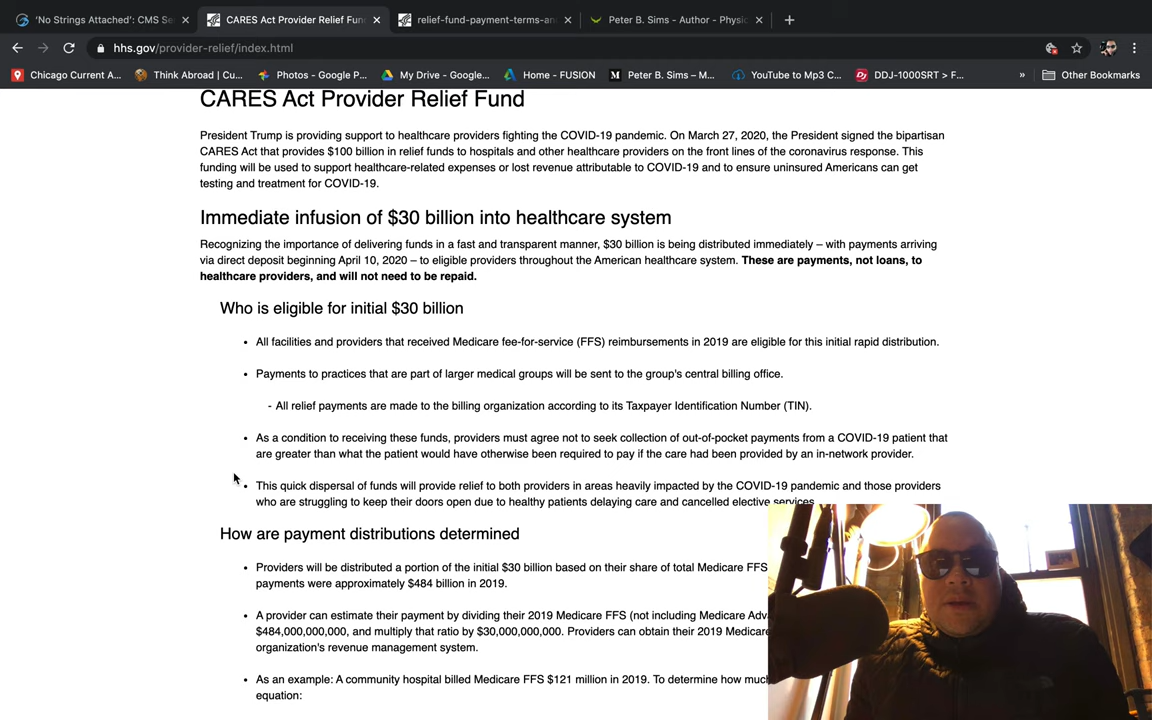 'No Strings Attached': CMS Se
CARES Act Provider Relief Fun
relief-fund-payment-terms-an
Peter B. Sims - Author - Physic
hhs.gov/provider-relief/index.html
Chicago Current A...
Think Abroad | Cu...
Photos - Google P...
My Drive - Google...
Home - FUSION
Peter B. Sims – M...
YouTube to Mp3 C...
DDJ-1000SRT > F...
»
Other Bookmarks
CARES Act Provider Relief Fund
President Trump is providing support to healthcare providers fighting the COVID-19 pandemic. On March 27, 2020, the President signed the bipartisan
CARES Act that provides $100 billion in relief funds to hospitals and other healthcare providers on the front lines of the coronavirus response. This
funding will be used to support healthcare-related expenses or lost revenue attributable to COVID-19 and to ensure uninsured Americans can get
testing and treatment for COVID-19.
Immediate infusion of $30 billion into healthcare system
Recognizing the importance of delivering funds in a fast and transparent manner, $30 billion is being distributed immediately – with payments arriving
via direct deposit beginning April 10, 2020 – to eligible providers throughout the American healthcare system. These are payments, not loans, to
healthcare providers, and will not need to be repaid.
Who is eligible for initial $30 billion
• All facilities and providers that received Medicare fee-for-service (FFS) reimbursements in 2019 are eligible for this initial rapid distribution.
• Payments to practices that are part of larger medical groups will be sent to the group's central billing office.
- All relief payments are made to the billing organization according to its Taxpayer Identification Number (TIN).
• As a condition to receiving these funds, providers must agree not to seek collection of out-of-pocket payments from a COVID-19 patient that
are greater than what the patient would have otherwise been required to pay if the care had been provided by an in-network provider.
• This quick dispersal of funds will provide relief to both providers in areas heavily impacted by the COVID-19 pandemic and those providers
who are struggling to keep their doors open due to healthy patients delaying care and cancelled elective services.
How are payment distributions determined
• Providers will be distributed a portion of the initial $30 billion based on their share of total Medicare FFS
payments were approximately $484 billion in 2019.
• A provider can estimate their payment by dividing their 2019 Medicare FFS (not including Medicare Adva
$484,000,000,000, and multiply that ratio by $30,000,000,000. Providers can obtain their 2019 Medicare
organization's revenue management system.
• As an example: A community hospital billed Medicare FFS $121 million in 2019. To determine how much
equation: